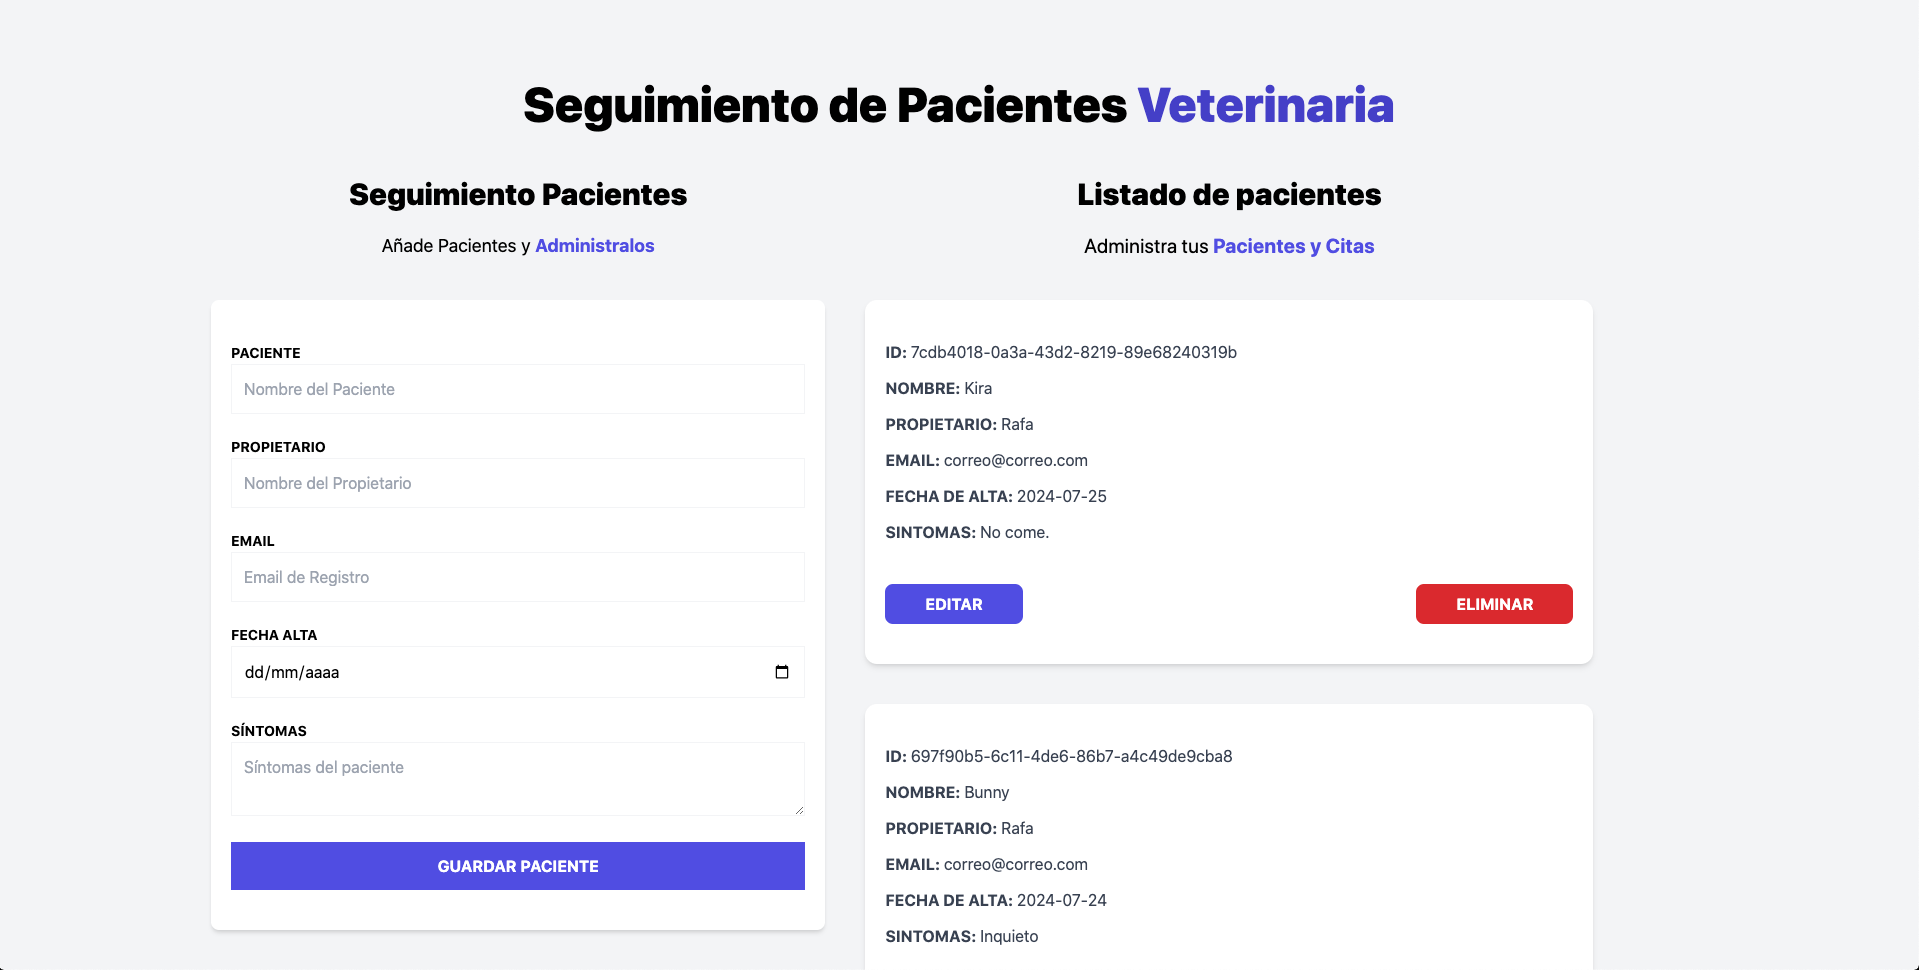 Seguimiento de Pacientes Veterinaria
Seguimiento Pacientes
Añade Pacientes y Administralos
PACIENTE
Nombre del Paciente
PROPIETARIO
Nombre del Propietario
EMAIL
Email de Registro
FECHA ALTA
dd/mm/aaaa
SÍNTOMAS
Síntomas del paciente
GUARDAR PACIENTE
Listado de pacientes
Administra tus Pacientes y Citas
ID: 7cdb4018-0a3a-43d2-8219-89e68240319b
NOMBRE: Kira
PROPIETARIO: Rafa
EMAIL: correo@correo.com
FECHA DE ALTA: 2024-07-25
SINTOMAS: No come.
EDITAR
ELIMINAR
ID: 697f90b5-6c11-4de6-86b7-a4c49de9cba8
NOMBRE: Bunny
PROPIETARIO: Rafa
EMAIL: correo@correo.com
FECHA DE ALTA: 2024-07-24
SINTOMAS: Inquieto